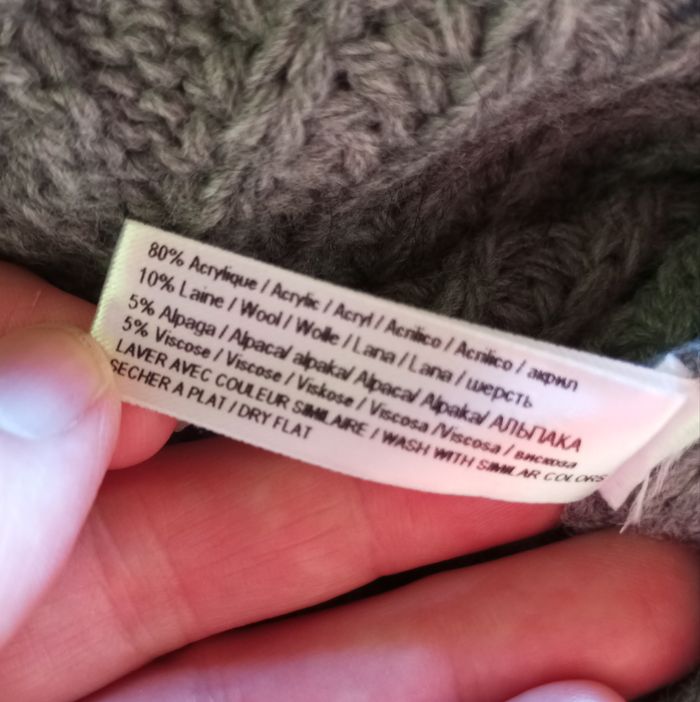 80% Acrylique / Acrylic / Acryl / Acrilico / Acrilico / акрил
10% Laine / Wool / Wolle / Lana / Lana / шерсть
5% Alpaga / Alpaca/ alpaka/ Alpaca/ Alpaka/ АЛЬПАКА
5% Viscose / Viscose / Viskose / Viscosa /Viscosa / вискоза
LAVER AVEC COULEUR SIMILAIRE / WASH WITH SIMILAR COLORS
SECHER A PLAT / DRY FLAT